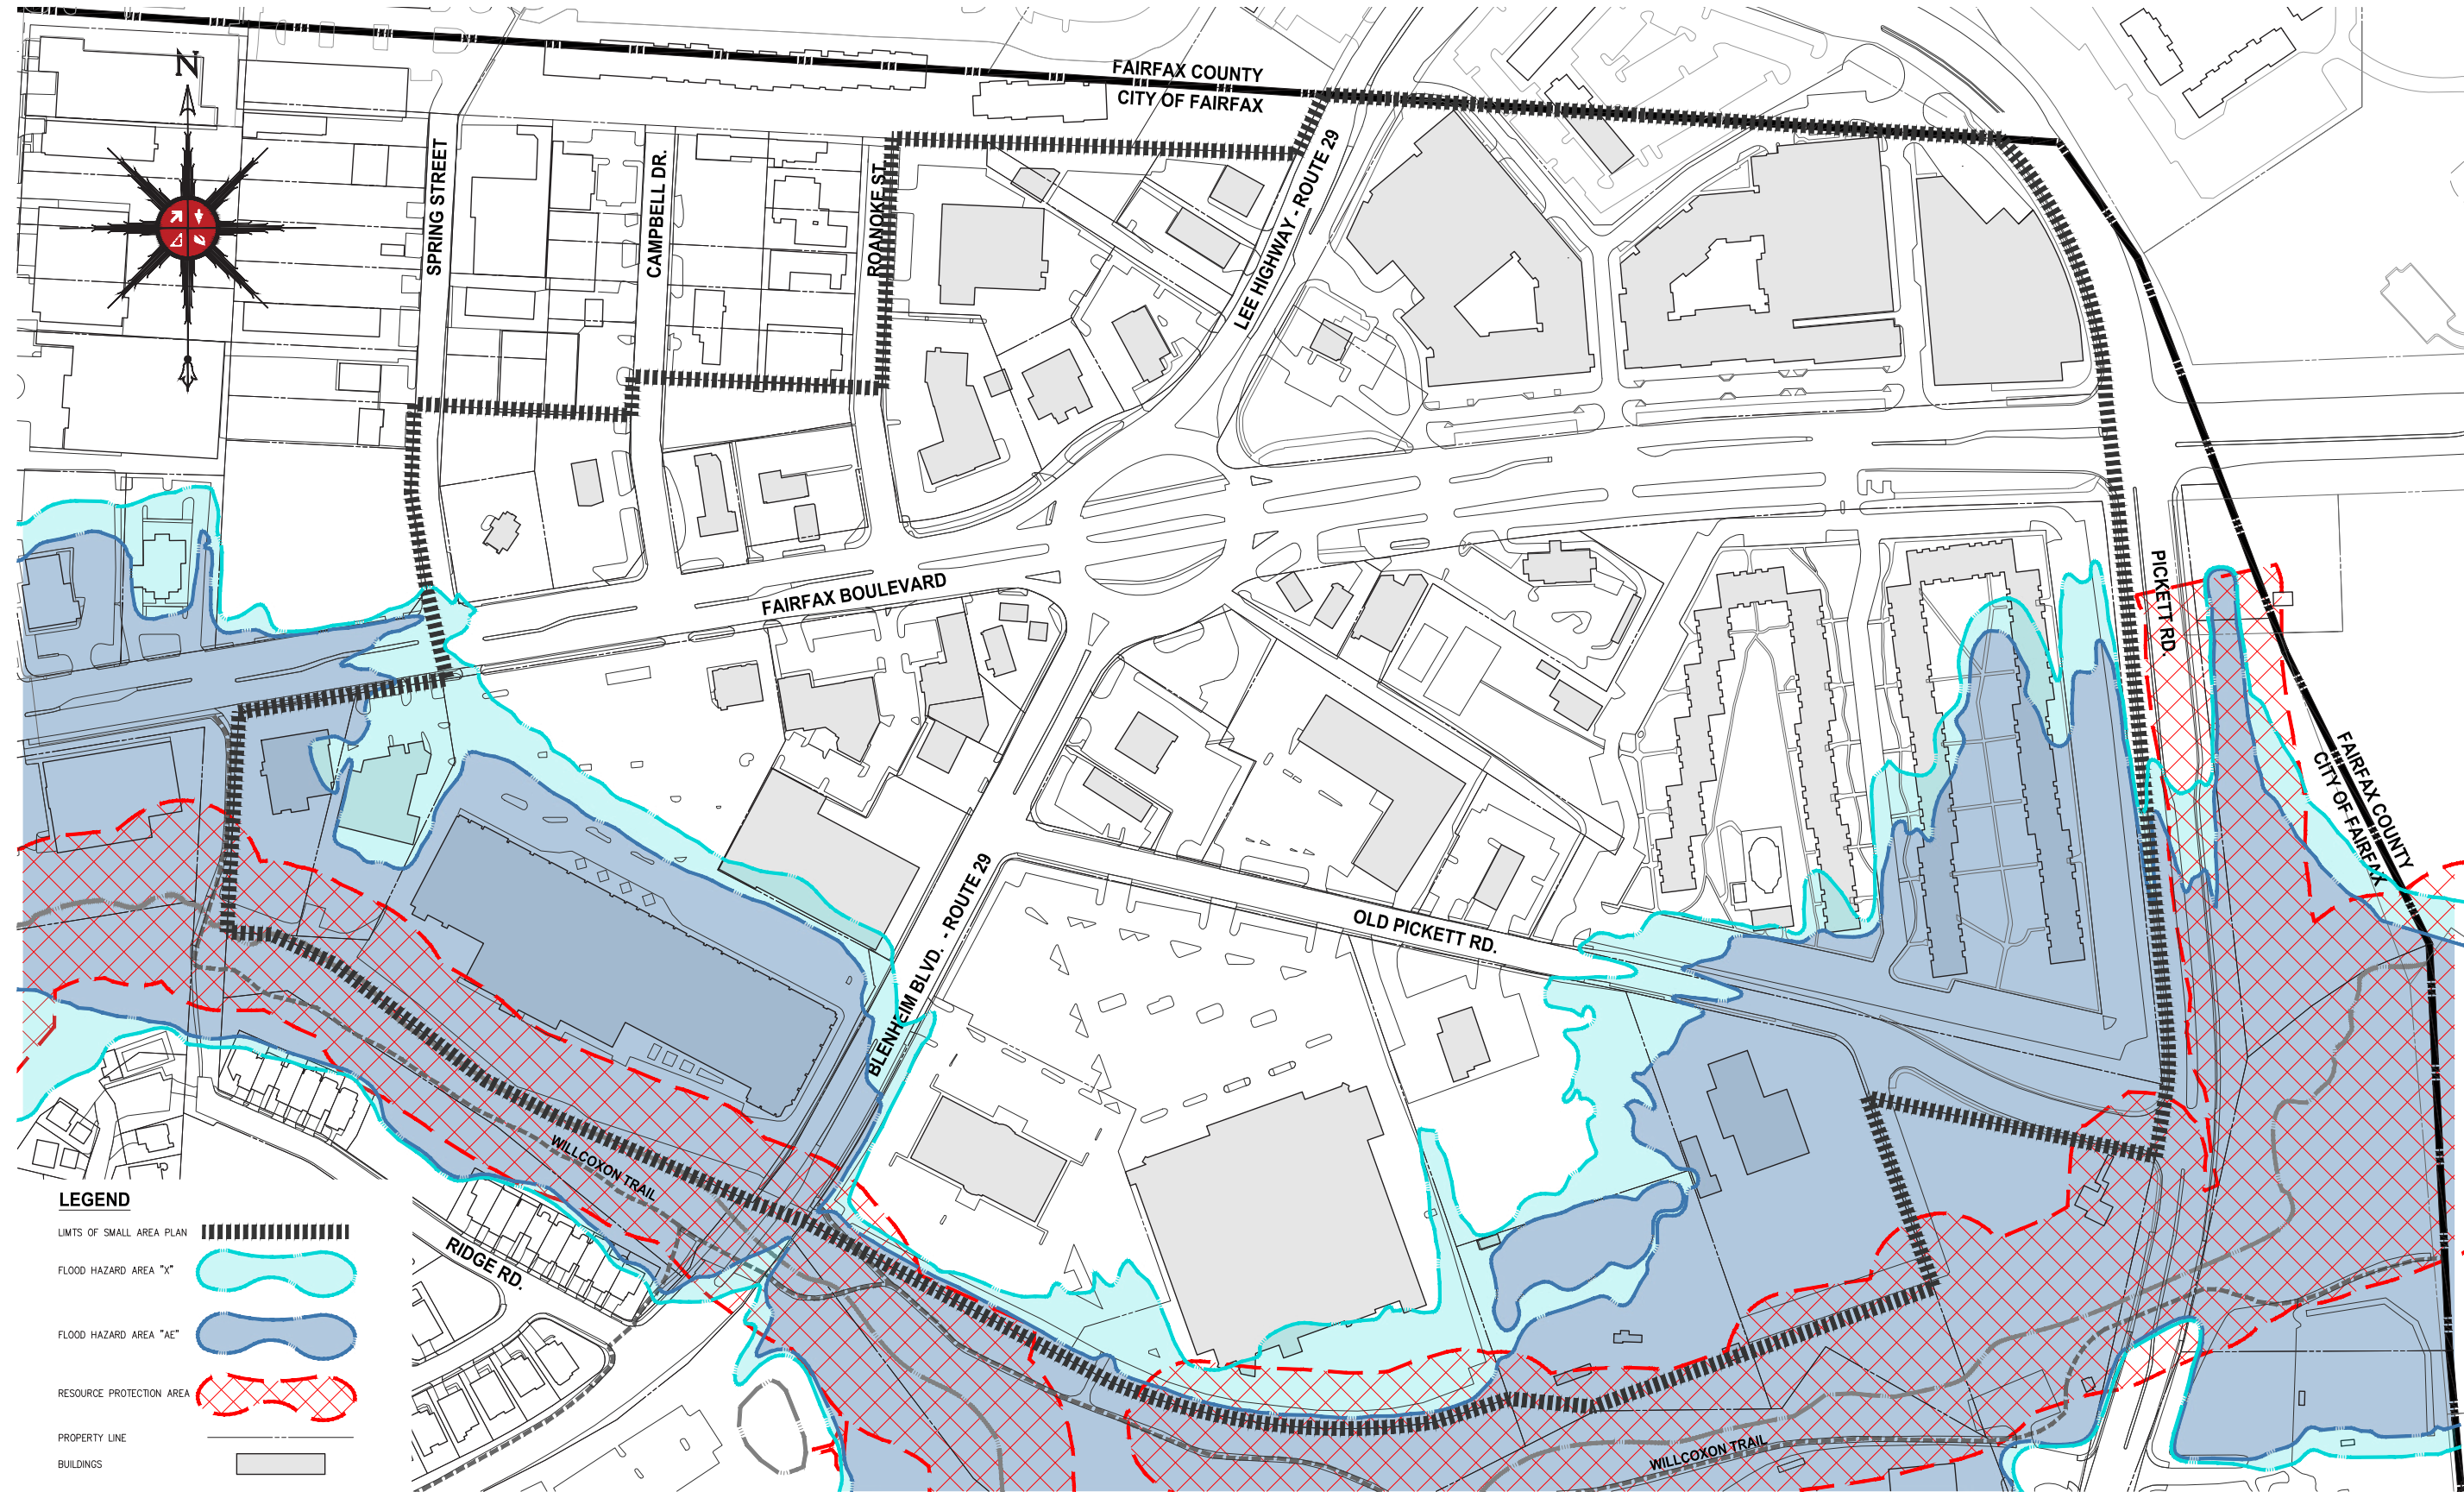 FAIRFAX COUNTY
CITY OF FAIRFAX
N
SPRING STREET
CAMPBELL DR.
ROANOKE ST.
LEE HIGHWAY - ROUTE 29
FAIRFAX BOULEVARD
PICKETT RD.
FAIRFAX COUNTY
CITY OF FAIRFAX
BLENHEIM BLVD. - ROUTE 29
OLD PICKETT RD.
WILLCOXON TRAIL
RIDGE RD.
WILLCOXON TRAIL
LEGEND
LIMTS OF SMALL AREA PLAN
FLOOD HAZARD AREA "X"
FLOOD HAZARD AREA "AE"
RESOURCE PROTECTION AREA
PROPERTY LINE
BUILDINGS